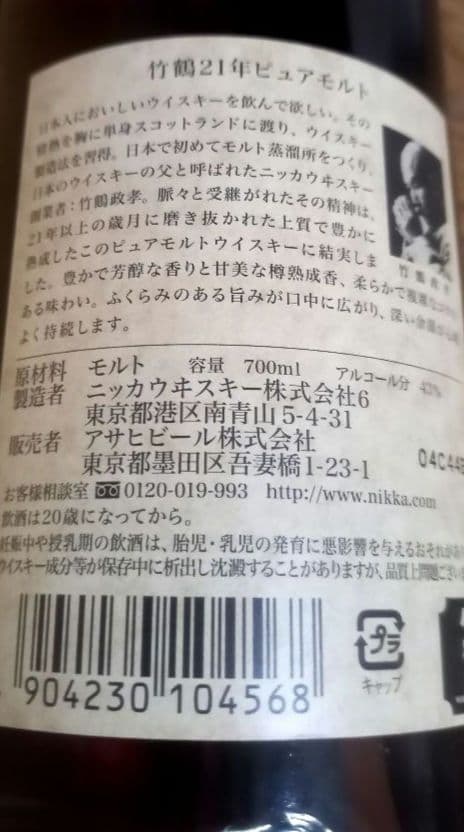 竹鶴21年ピュアモルト
日本人においしいウイスキーを飲んで欲しい。その
情熱を胸に単身スコットランドに渡り、ウイスキー
製造法を習得。日本で初めてモルト蒸溜所をつくり、
日本のウイスキーの父と呼ばれたニッカウヰスキー
創業者：竹鶴政孝。脈々と受継がれたその精神は、
21年以上の歳月に磨き抜かれた上質で豊かに
熟成したこのピュアモルトウイスキーに結実しま
した。豊かで芳醇な香りと甘美な樽熟成香、柔らかで複雑な
ある味わい。ふくらみのある旨みが口中に広がり、深い余韻が
よく持続します。
竹鶴政孝
原材料 モルト 容量 700ml アルコール分 43%
製造者 ニッカウヰスキー株式会社6
東京都港区南青山5-4-31
販売者 アサヒビール株式会社
東京都墨田区吾妻橋1-23-1
04C44B
お客様相談室 0120-019-993 http://www.nikka.com
飲酒は20歳になってから。
妊娠中や授乳期の飲酒は、胎児・乳児の発育に悪影響を与えるおそれがあ
ウイスキー成分等が保存中に析出し沈澱することがありますが、品質上問題ござい
904230 104568
プラ
キャップ